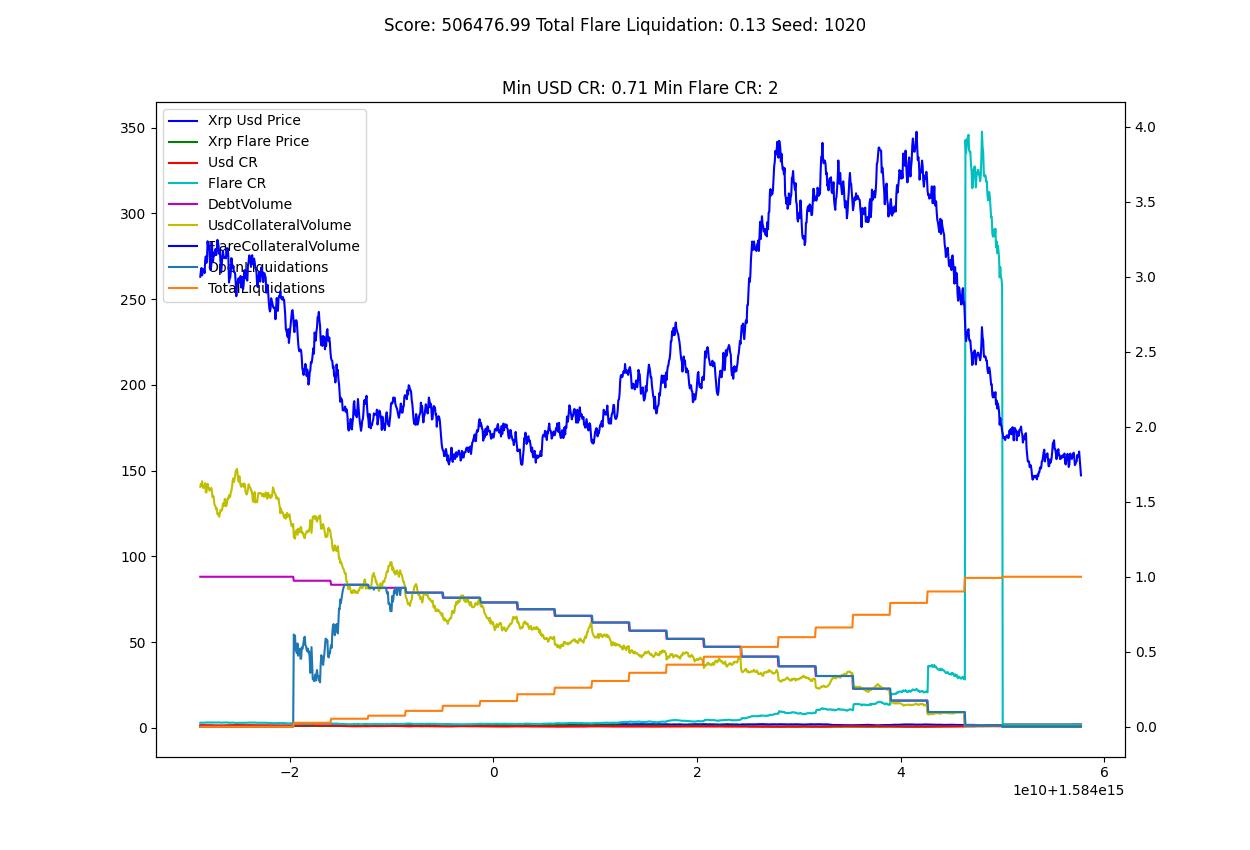 Score: 506476.99 Total Flare Liquidation: 0.13 Seed: 1020
Min USD CR: 0.71 Min Flare CR: 2
Xrp Usd Price
Xrp Flare Price
Usd CR
Flare CR
DebtVolume
UsdCollateralVolume
FlareCollateralVolume
OpenLiquidations
TotalLiquidations
350
300
250
200
150
100
50
0
4.0
3.5
3.0
2.5
2.0
1.5
1.0
0.5
0.0
−2 0 2 4 6
1e10+1.584e15